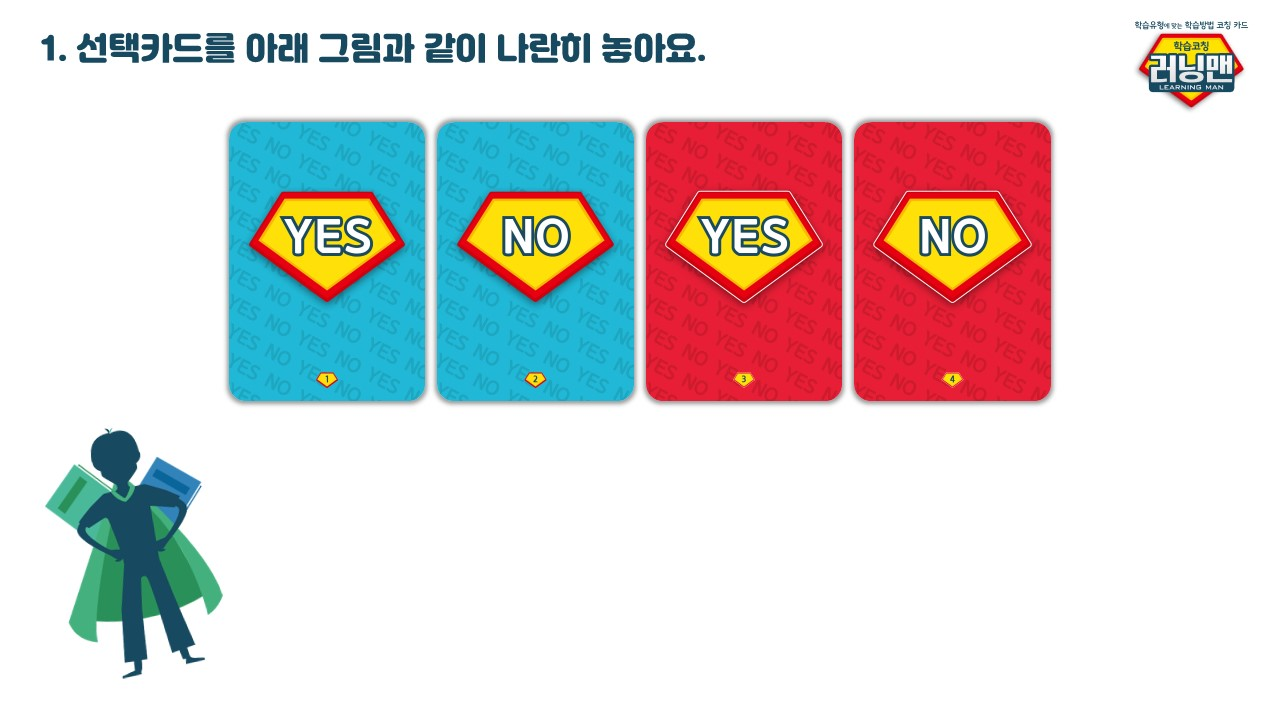 1. 선택카드를 아래 그림과 같이 나란히 놓아요.
학습유형에 맞는 학습방법 코칭 카드
학습코칭
러닝맨
LEARNING MAN
YES
NO
YES
NO
1
2
3
4